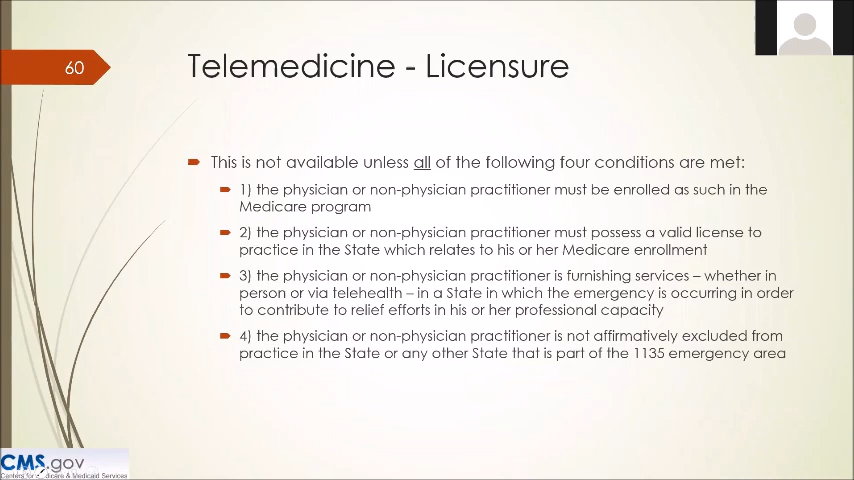 60
Telemedicine - Licensure
This is not available unless all of the following four conditions are met:
1) the physician or non-physician practitioner must be enrolled as such in the
Medicare program
2) the physician or non-physician practitioner must possess a valid license to
practice in the State which relates to his or her Medicare enrollment
3) the physician or non-physician practitioner is furnishing services – whether in
person or via telehealth – in a State in which the emergency is occurring in order
to contribute to relief efforts in his or her professional capacity
4) the physician or non-physician practitioner is not affirmatively excluded from
practice in the State or any other State that is part of the 1135 emergency area
CMS.gov
Centers for Medicare & Medicaid Services